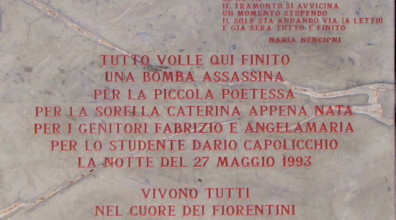 IL TRAMONTO SI AVVICINA
UN MOMENTO STUPENDO
IL SOLE STA ANDANDO VIA (A LETTO)
E GIA SERA TUTTO E FINITO
NADIA NENCIONI
TUTTO VOLLE QUI FINITO
UNA BOMBA ASSASSINA
PER LA PICCOLA POETESSA
PER LA SORELLA CATERINA APPENA NATA
PER I GENITORI FABRIZIO E ANGELAMARIA
PER LO STUDENTE DARIO CAPOLICCHIO
LA NOTTE DEL 27 MAGGIO 1993
VIVONO TUTTI
NEL CUORE DEI FIORENTINI